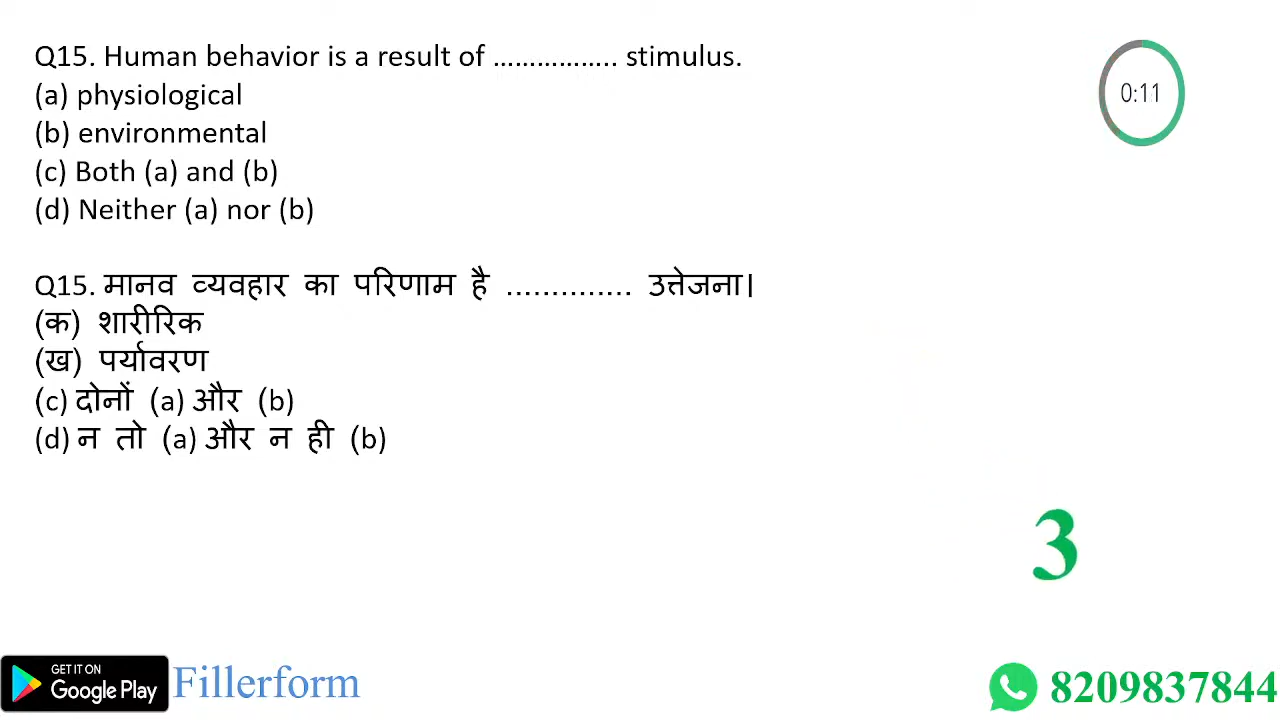 Q15. Human behavior is a result of …………….. stimulus.
0:11
(a) physiological
(b) environmental
(c) Both (a) and (b)
(d) Neither (a) nor (b)
Q15. मानव व्यवहार का परिणाम है .............. उत्तेजना।
(क) शारीरिक
(ख) पर्यावरण
(c) दोनों (a) और (b)
(d) न तो (a) और न ही (b)
3
GET IT ON
Google Play
Fillerform
8209837844